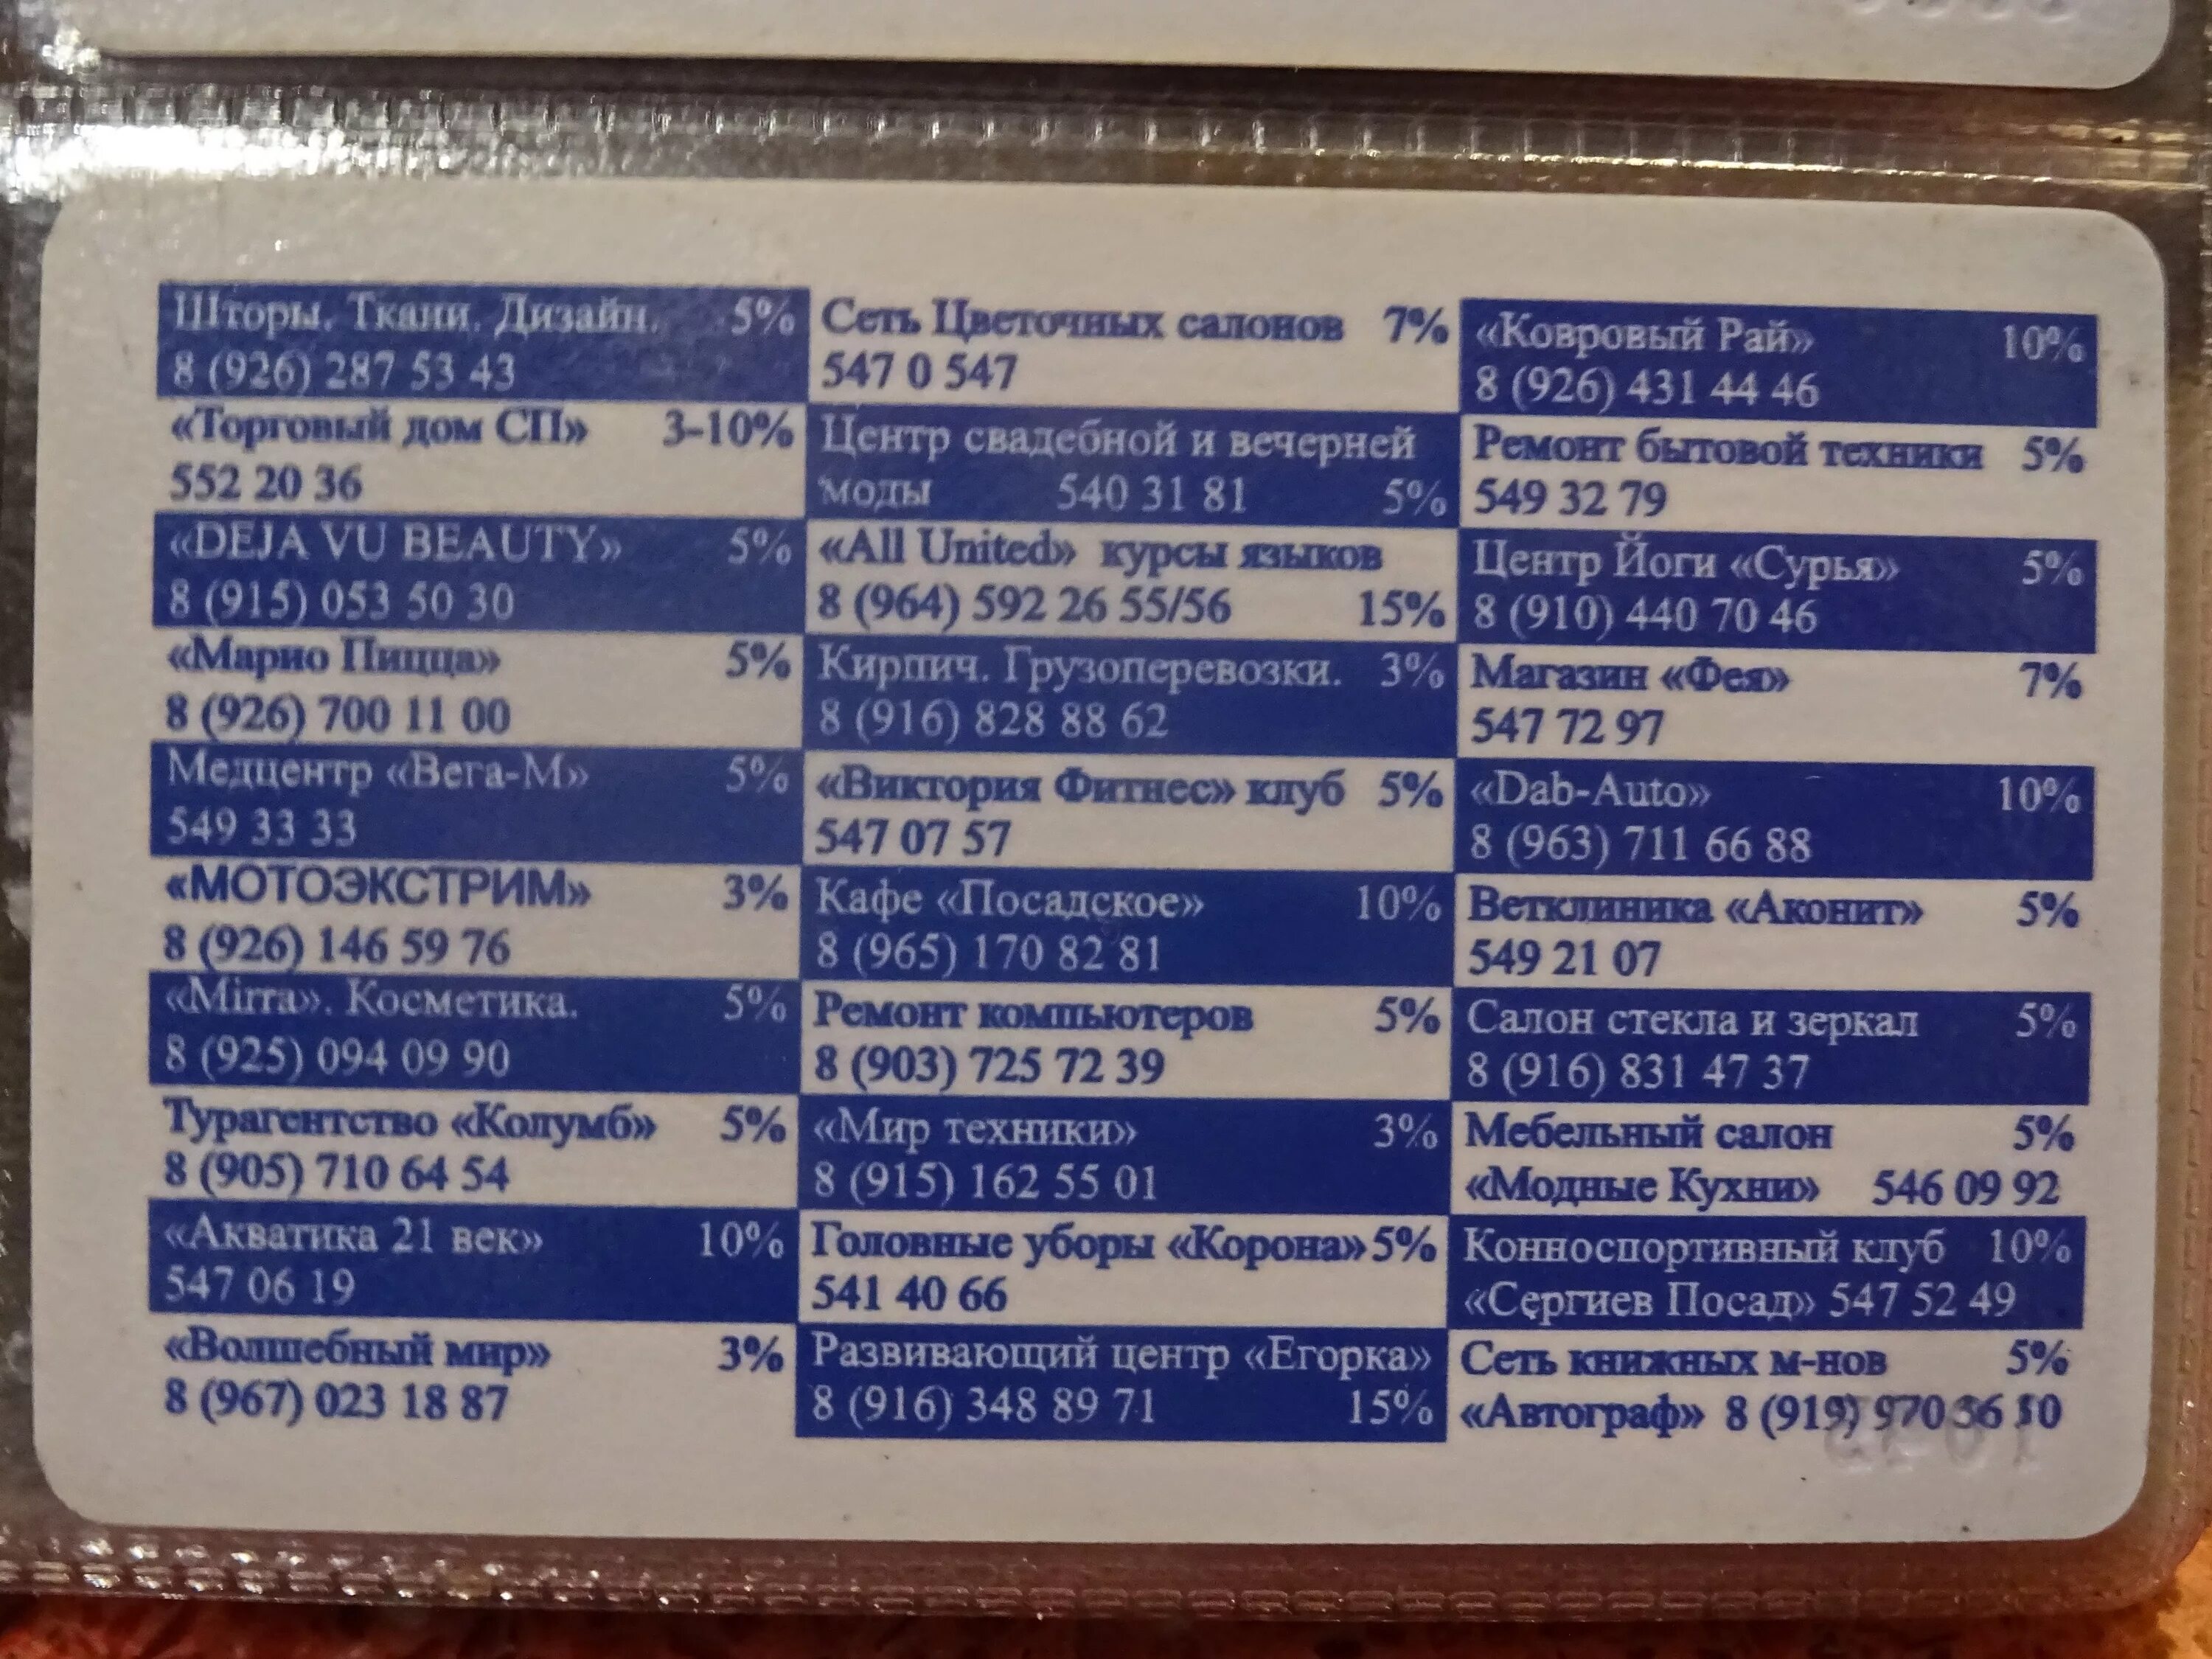 Шторы. Ткани. Дизайн. 5%
8 (926) 287 53 43
«Торговый дом СП» 3-10%
552 20 36
«DEJA VU BEAUTY» 5%
8 (915) 053 50 30
«Марио Пицца» 5%
8 (926) 700 11 00
Медцентр «Вега-М» 5%
549 33 33
«МОТОЭКСТРИМ» 3%
8 (926) 146 59 76
«Mirra». Косметика. 5%
8 (925) 094 09 90
Турагентство «Колумб» 5%
8 (905) 710 64 54
«Акватика 21 век» 10%
547 06 19
«Волшебный мир» 3%
8 (967) 023 18 87
Сеть Цветочных салонов 7%
547 0 547
Центр свадебной и вечерней
моды 540 31 81 5%
«All United» курсы языков
8 (964) 592 26 55/56 15%
Кирпич. Грузоперевозки. 3%
8 (916) 828 88 62
«Виктория Фитнес» клуб 5%
547 07 57
Кафе «Посадское» 10%
8 (965) 170 82 81
Ремонт компьютеров 5%
8 (903) 725 72 39
«Мир техники» 3%
8 (915) 162 55 01
Головные уборы «Корона» 5%
541 40 66
Развивающий центр «Егорка»
8 (916) 348 89 71 15%
«Ковровый Рай» 10%
8 (926) 431 44 46
Ремонт бытовой техники 5%
549 32 79
Центр Йоги «Сурья» 5%
8 (910) 440 70 46
Магазин «Фея» 7%
547 72 97
«Dab-Auto» 10%
8 (963) 711 66 88
Ветклиника «Аконит» 5%
549 21 07
Салон стекла и зеркал 5%
8 (916) 831 47 37
Мебельный салон 5%
«Модные Кухни» 546 09 92
Конноспортивный клуб 10%
«Сергиев Посад» 547 52 49
Сеть книжных м-нов 5%
«Автограф» 8 (919) 970